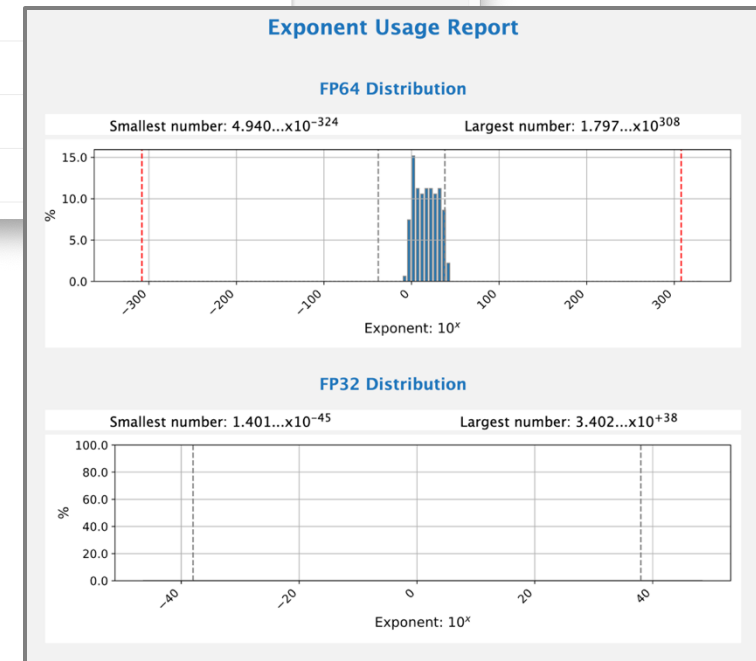 Exponent Usage Report
FP64 Distribution
Smallest number: 4.940...x10⁻³²⁴ Largest number: 1.797...x10³⁰⁸
15.0
10.0
5.0
0.0
%
-300 -200 -100 0 100 200 300
Exponent: 10ˣ
FP32 Distribution
Smallest number: 1.401...x10⁻⁴⁵ Largest number: 3.402...x10⁺³⁸
100.0
80.0
60.0
40.0
20.0
0.0
%
-40 -20 0 20 40
Exponent: 10ˣ